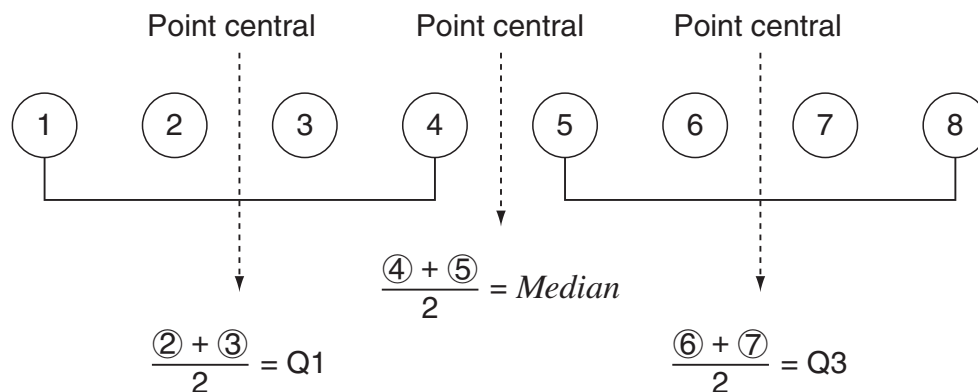 Point central Point central Point central
1 2 3 4 5 6 7 8
④ + ⑤
2
= Median
② + ③
2
= Q1
⑥ + ⑦
2
= Q3